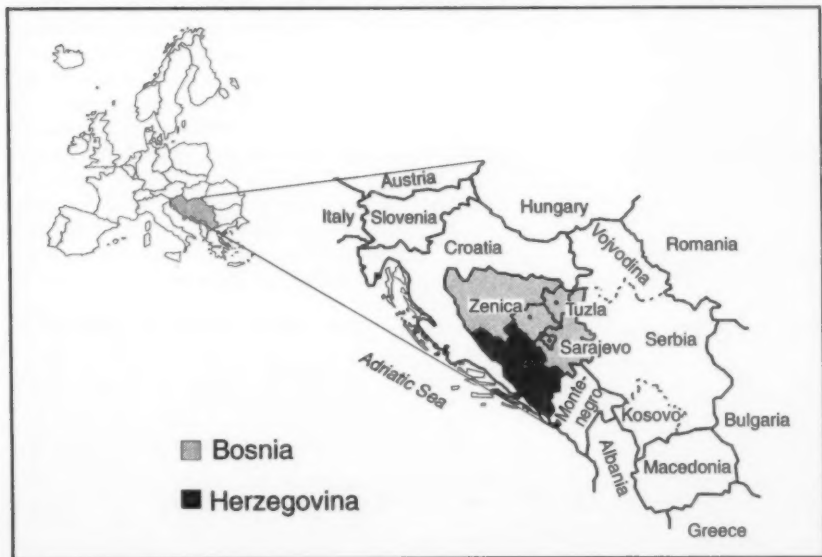 Austria
Hungary
Italy
Slovenia
Romania
Vojvodina
Croatia
Zenica
Tuzla
Serbia
Sarajevo
Adriatic Sea
Monte-
negro
Kosovo
Bulgaria
Albania
Macedonia
Greece
Bosnia
Herzegovina